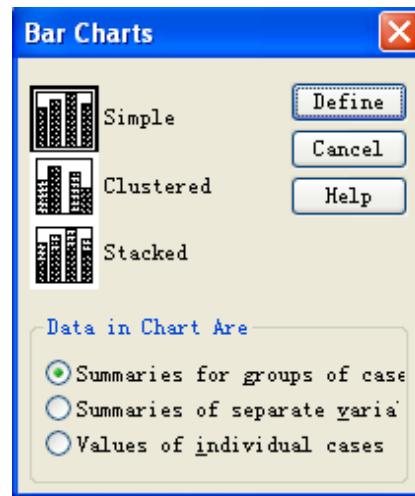 Bar Charts
Simple
Define
Cancel
Clustered
Help
Stacked
Data in Chart Are
Summaries for groups of case
Summaries of separate varia
Values of individual cases